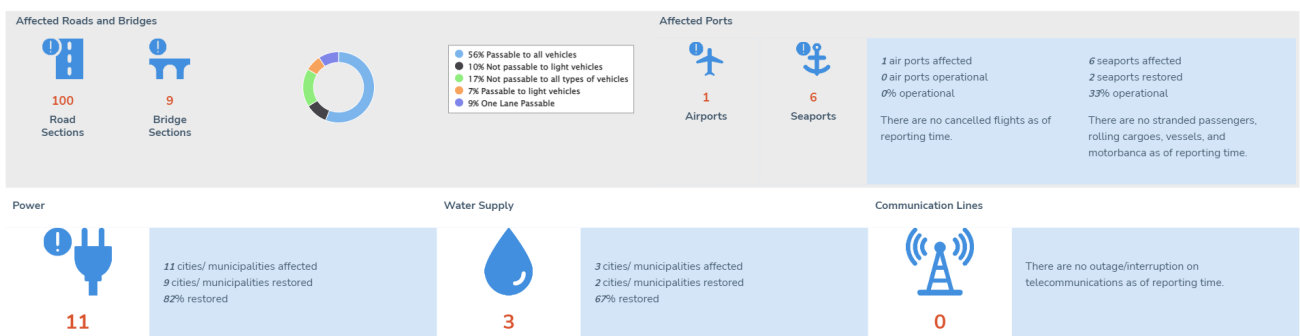 Affected Roads and Bridges
100
Road
Sections
9
Bridge
Sections
56% Passable to all vehicles
10% Not passable to light vehicles
17% Not passable to all types of vehicles
7% Passable to light vehicles
9% One Lane Passable
Affected Ports
1
Airports
6
Seaports
1 air ports affected
0 air ports operational
0% operational
There are no cancelled flights as of
reporting time.
6 seaports affected
2 seaports restored
33% operational
There are no stranded passengers,
rolling cargoes, vessels, and
motorbanca as of reporting time.
Power
11
11 cities/ municipalities affected
9 cities/ municipalities restored
82% restored
Water Supply
3
3 cities/ municipalities affected
2 cities/ municipalities restored
67% restored
Communication Lines
0
There are no outage/interruption on
telecommunications as of reporting time.